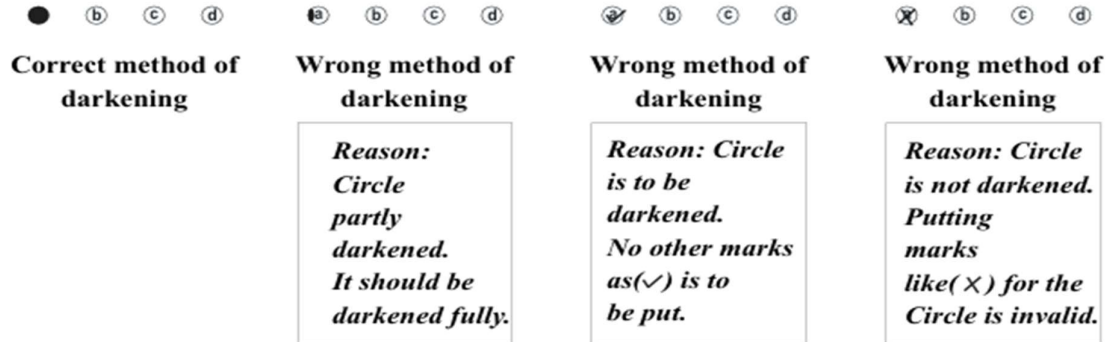 ⓑ ⓒ ⓓ
ⓐ ⓑ ⓒ ⓓ
ⓐ ⓑ ⓒ ⓓ
ⓑ ⓒ ⓓ
Correct method of
darkening
Wrong method of
darkening
Reason:
Circle
partly
darkened.
It should be
darkened fully.
Wrong method of
darkening
Reason: Circle
is to be
darkened.
No other marks
as(✓) is to
be put.
Wrong method of
darkening
Reason: Circle
is not darkened.
Putting
marks
like(×) for the
Circle is invalid.